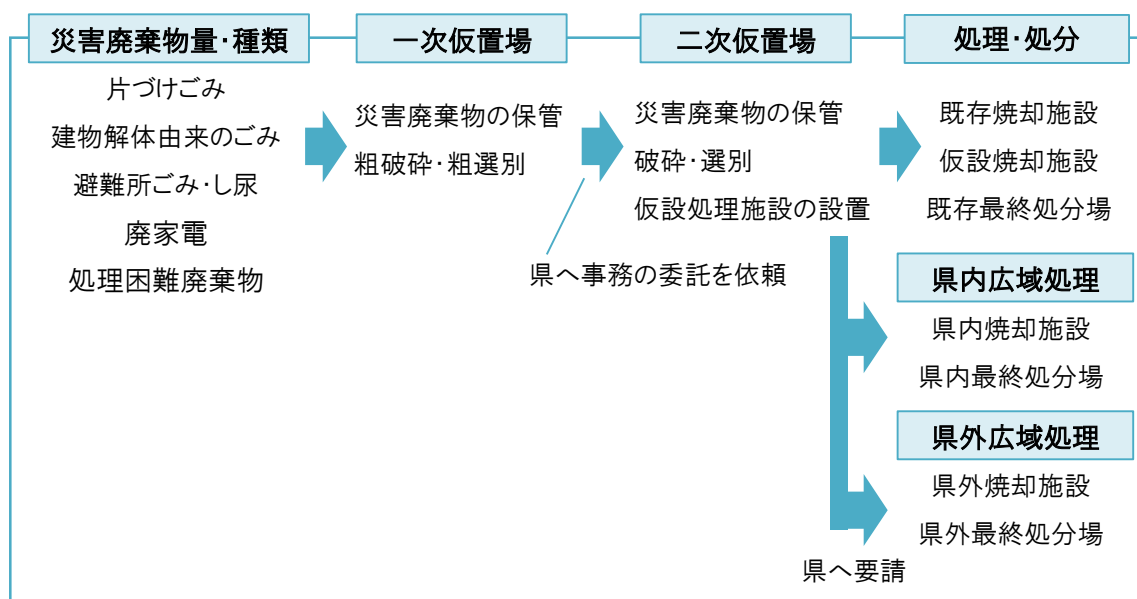 災害廃棄物量・種類
片づけごみ
建物解体由来のごみ
避難所ごみ・し尿
廃家電
処理困難廃棄物
一次仮置場
災害廃棄物の保管
粗破砕・粗選別
県へ事務の委託を依頼
二次仮置場
災害廃棄物の保管
破砕・選別
仮設処理施設の設置
処理・処分
既存焼却施設
仮設焼却施設
既存最終処分場
県内広域処理
県内焼却施設
県内最終処分場
県外広域処理
県外焼却施設
県外最終処分場
県へ要請